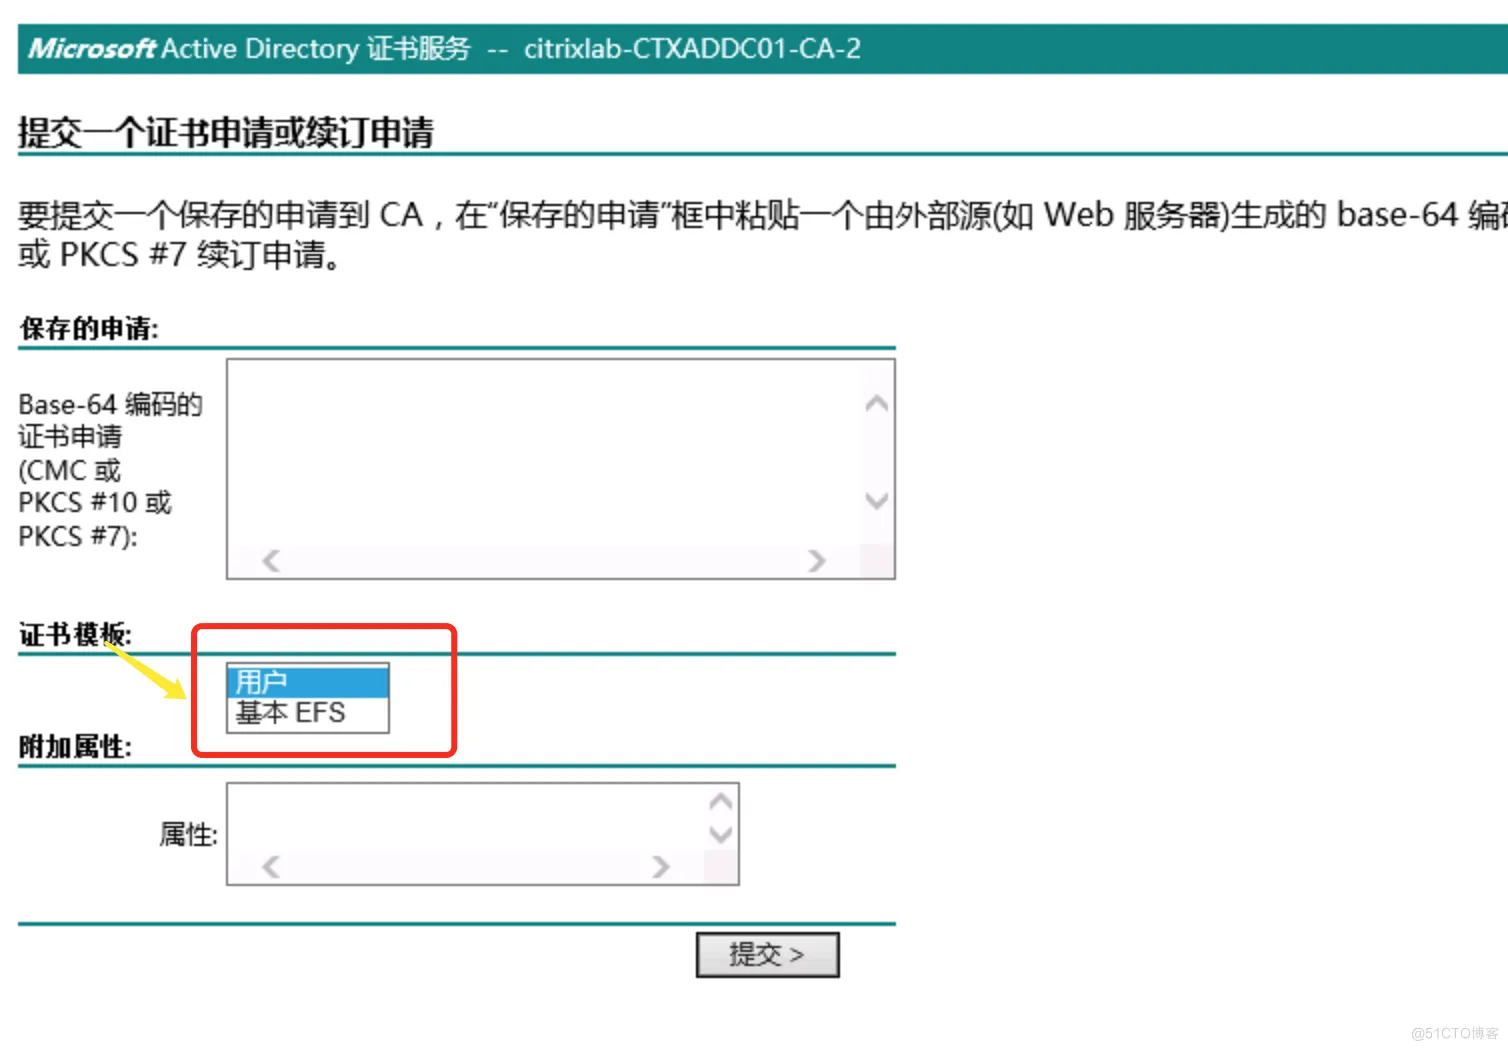 Microsoft Active Directory 证书服务 -- citrixlab-CTXADDC01-CA-2
提交一个证书申请或续订申请
要提交一个保存的申请到 CA，在“保存的申请”框中粘贴一个由外部源(如 Web 服务器)生成的 base-64 编
或 PKCS #7 续订申请。
保存的申请:
Base-64 编码的
证书申请
(CMC 或
PKCS #10 或
PKCS #7):
证书模板:
用户
基本 EFS
附加属性:
属性:
提交 >
@51CTO博客